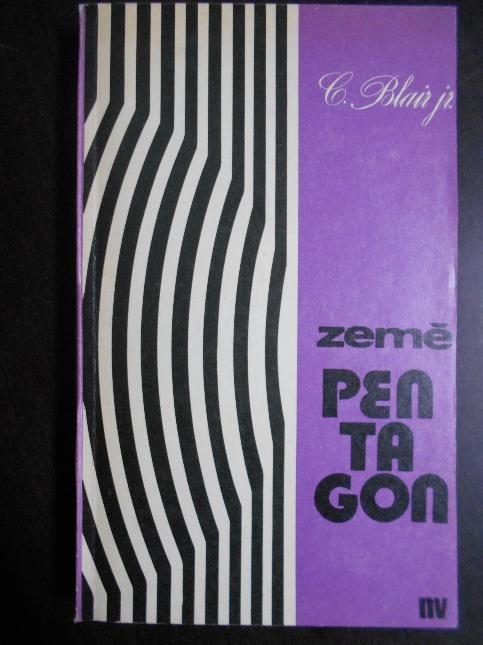 C. Blair jr.
země
PEN
TA
GON
nv